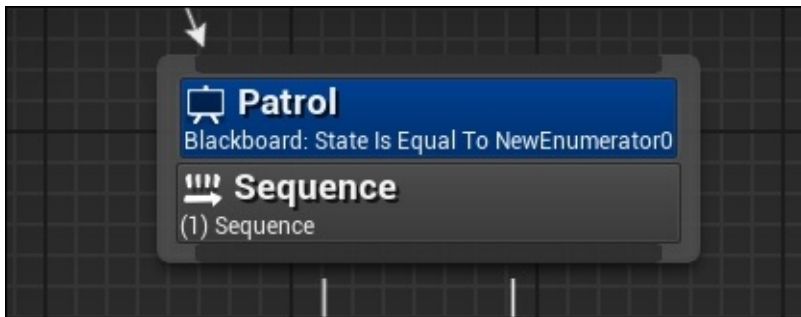 Patrol
Blackboard: State Is Equal To NewEnumerator0
Sequence
(1) Sequence